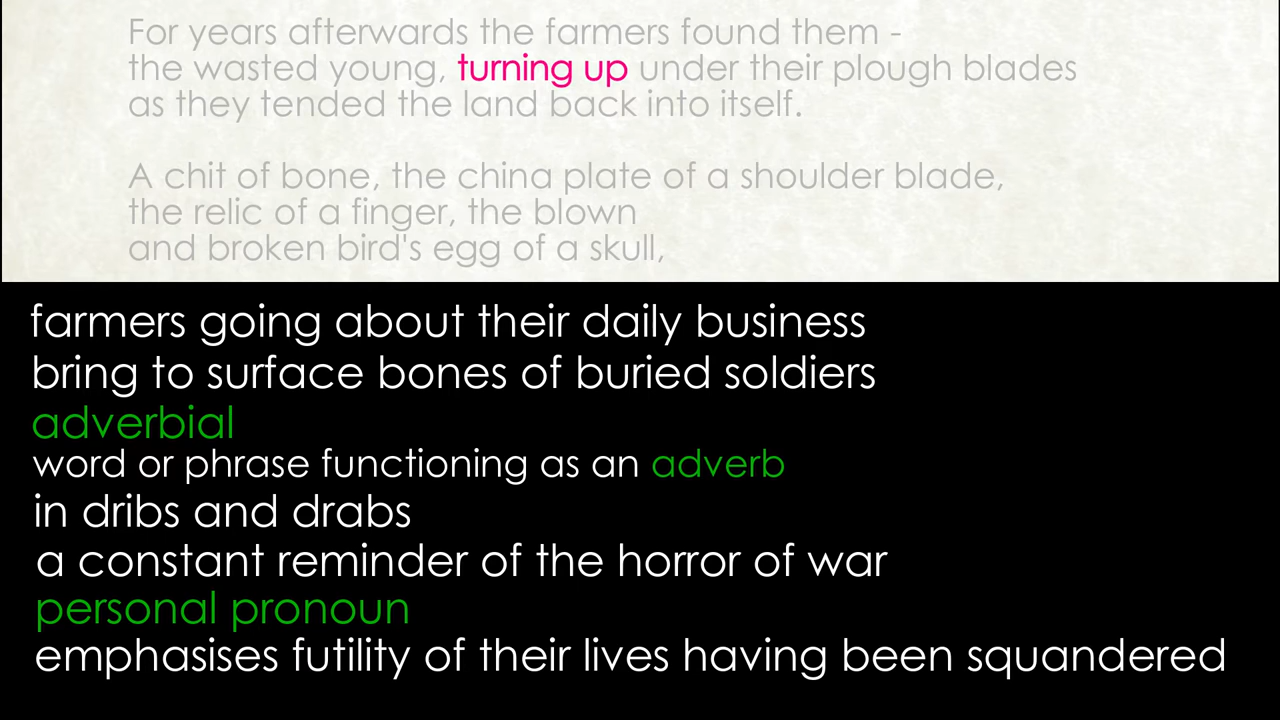 For years afterwards the farmers found them -
the wasted young, turning up under their plough blades
as they tended the land back into itself.
A chit of bone, the china plate of a shoulder blade,
the relic of a finger, the blown
and broken bird's egg of a skull,
farmers going about their daily business
bring to surface bones of buried soldiers
adverbial
word or phrase functioning as an adverb
in dribs and drabs
a constant reminder of the horror of war
personal pronoun
emphasises futility of their lives having been squandered